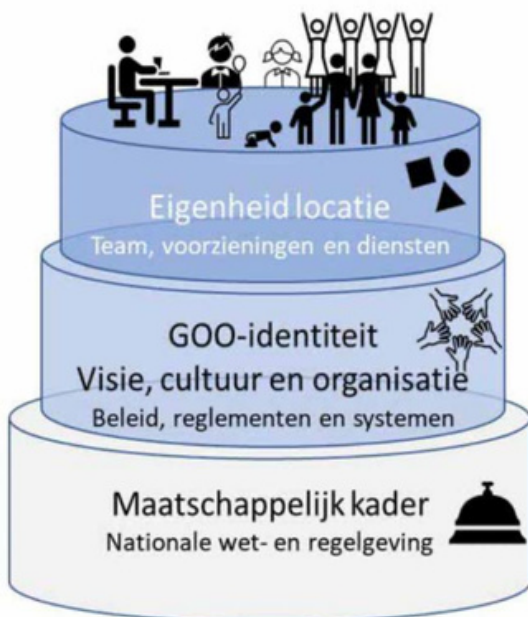 Eigenheid locatie
Team, voorzieningen en diensten
GOO-identiteit
Visie, cultuur en organisatie
Beleid, reglementen en systemen
Maatschappelijk kader
Nationale wet- en regelgeving